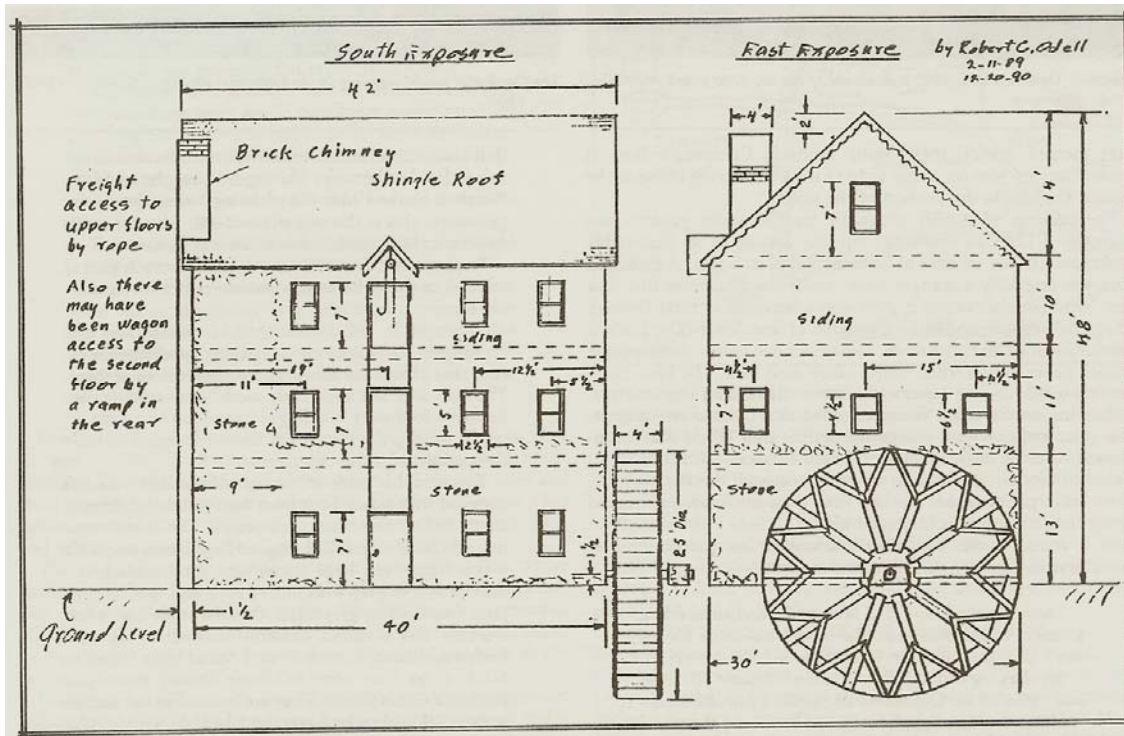 South Exposure
East Exposure
by Robert C. Odell
2-11-89
12-20-90
42'
Brick Chimney
Shingle Roof
Freight
access to
upper floors
by rope
Also there
may have
been wagon
access to
the second
floor by
a ramp in
the rear
7'
Siding
19'
12½'
11'
5½'
Stone
7
5'
2½'
9'
Stone
7'
1½'
4'
25 Dia.
1½'
40'
Ground Level
4'
2'
7'
14'
Siding
10'
48'
4½'
15'
4½'
7'
4½'
6½'
11'
Stone
13'
30'